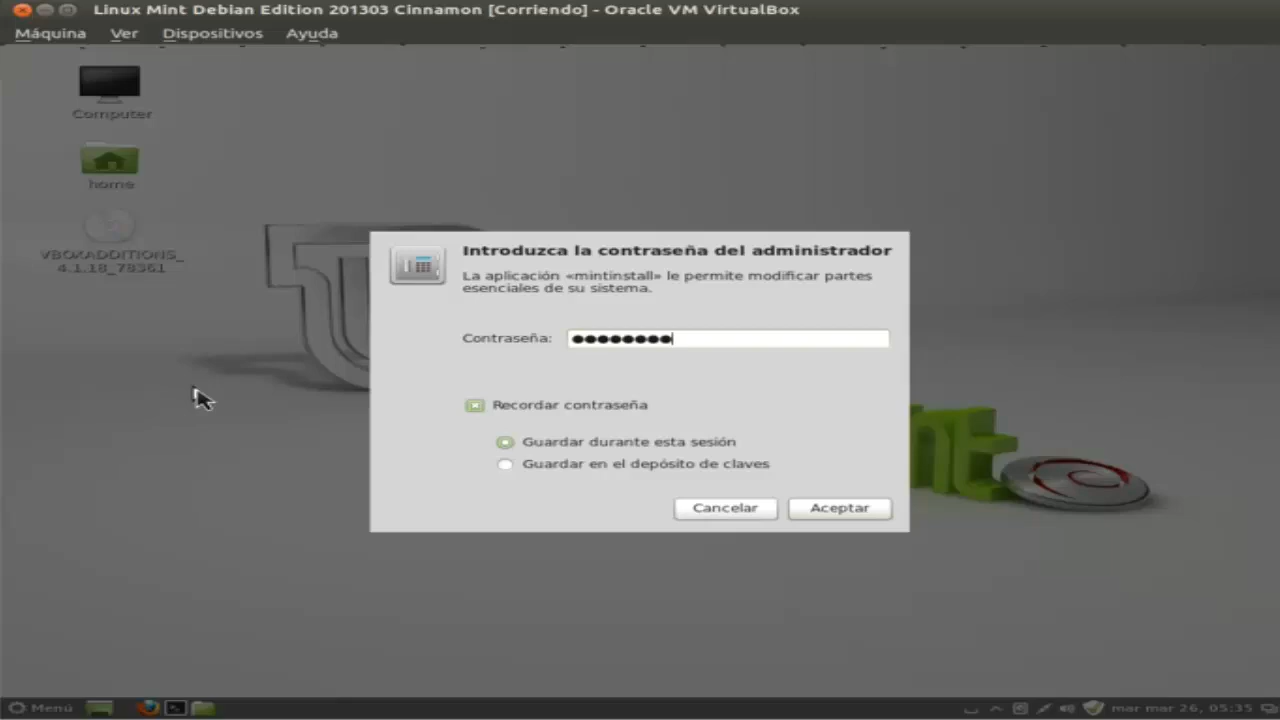 Linux Mint Debian Edition 201303 Cinnamon [Corriendo] - Oracle VM VirtualBox
Máquina Ver Dispositivos Ayuda
Computer
home
VBOXADDITIONS_
4.1.18_78361
Introduzca la contraseña del administrador
La aplicación «mintinstall» le permite modificar partes
esenciales de su sistema.
Contraseña:
Recordar contraseña
Guardar durante esta sesión
Guardar en el depósito de claves
Cancelar Aceptar
Menú mar mar 26, 05:35